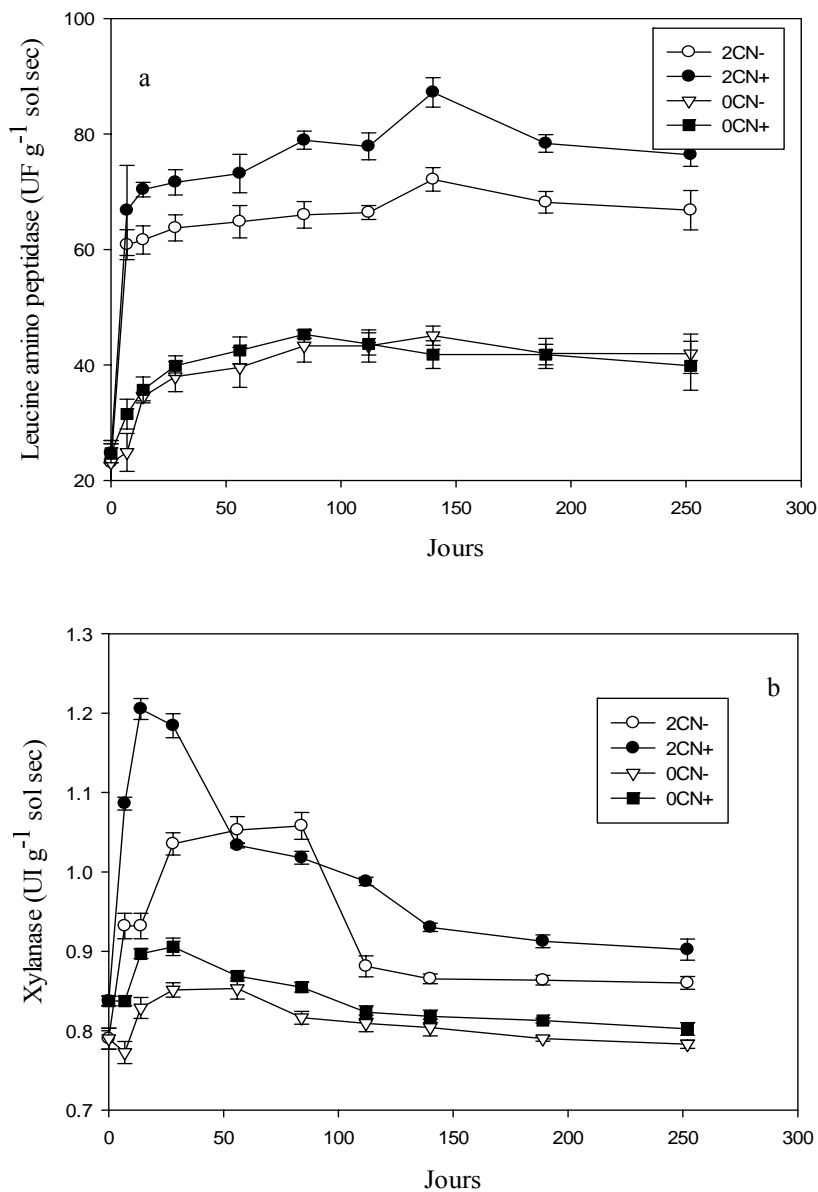 100
80
60
40
20
Leucine amino peptidase (UF g⁻¹ sol sec)
a
2CN-
2CN+
0CN-
0CN+
0 50 100 150 200 250 300
Jours
1.3
1.2
1.1
1.0
0.9
0.8
0.7
Xylanase (UI g⁻¹ sol sec)
b
2CN-
2CN+
0CN-
0CN+
0 50 100 150 200 250 300
Jours